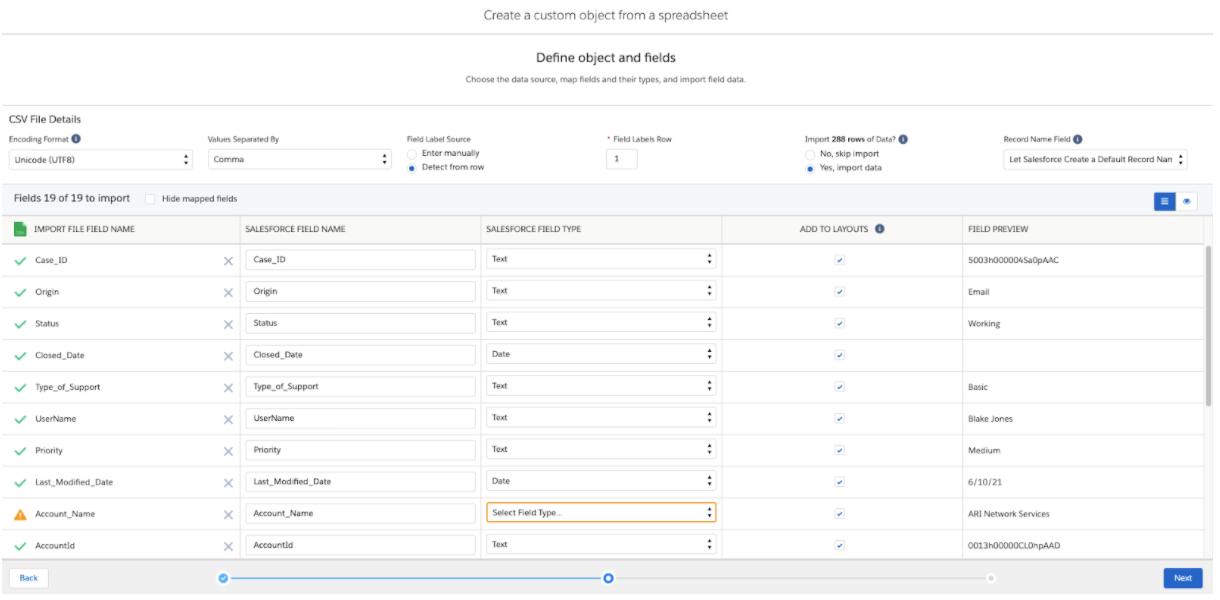 Create a custom object from a spreadsheet
Define object and fields
Choose the data source, map fields and their types, and import field data.
CSV File Details
Encoding Format Values Separated By Field Label Source * Field Labels Row Import 288 rows of Data? Record Name Field
Unicode (UTF8) Comma Enter manually 1 No, skip import Let Salesforce Create a Default Record Nan
Detect from row Yes, import data
Fields 19 of 19 to import Hide mapped fields
IMPORT FILE FIELD NAME SALESFORCE FIELD NAME SALESFORCE FIELD TYPE ADD TO LAYOUTS FIELD PREVIEW
Case_ID Case_ID Text 5003h000004Sa0pAAC
Origin Origin Text Email
Status Status Text Working
Closed_Date Closed_Date Date
Type_of_Support Type_of_Support Text Basic
UserName UserName Text Blake Jones
Priority Priority Text Medium
Last_Modified_Date Last_Modified_Date Date 6/10/21
Account_Name Account_Name Select Field Type... ARI Network Services
AccountId AccountId Text 0013h00000CL0hpAAD
Back Next